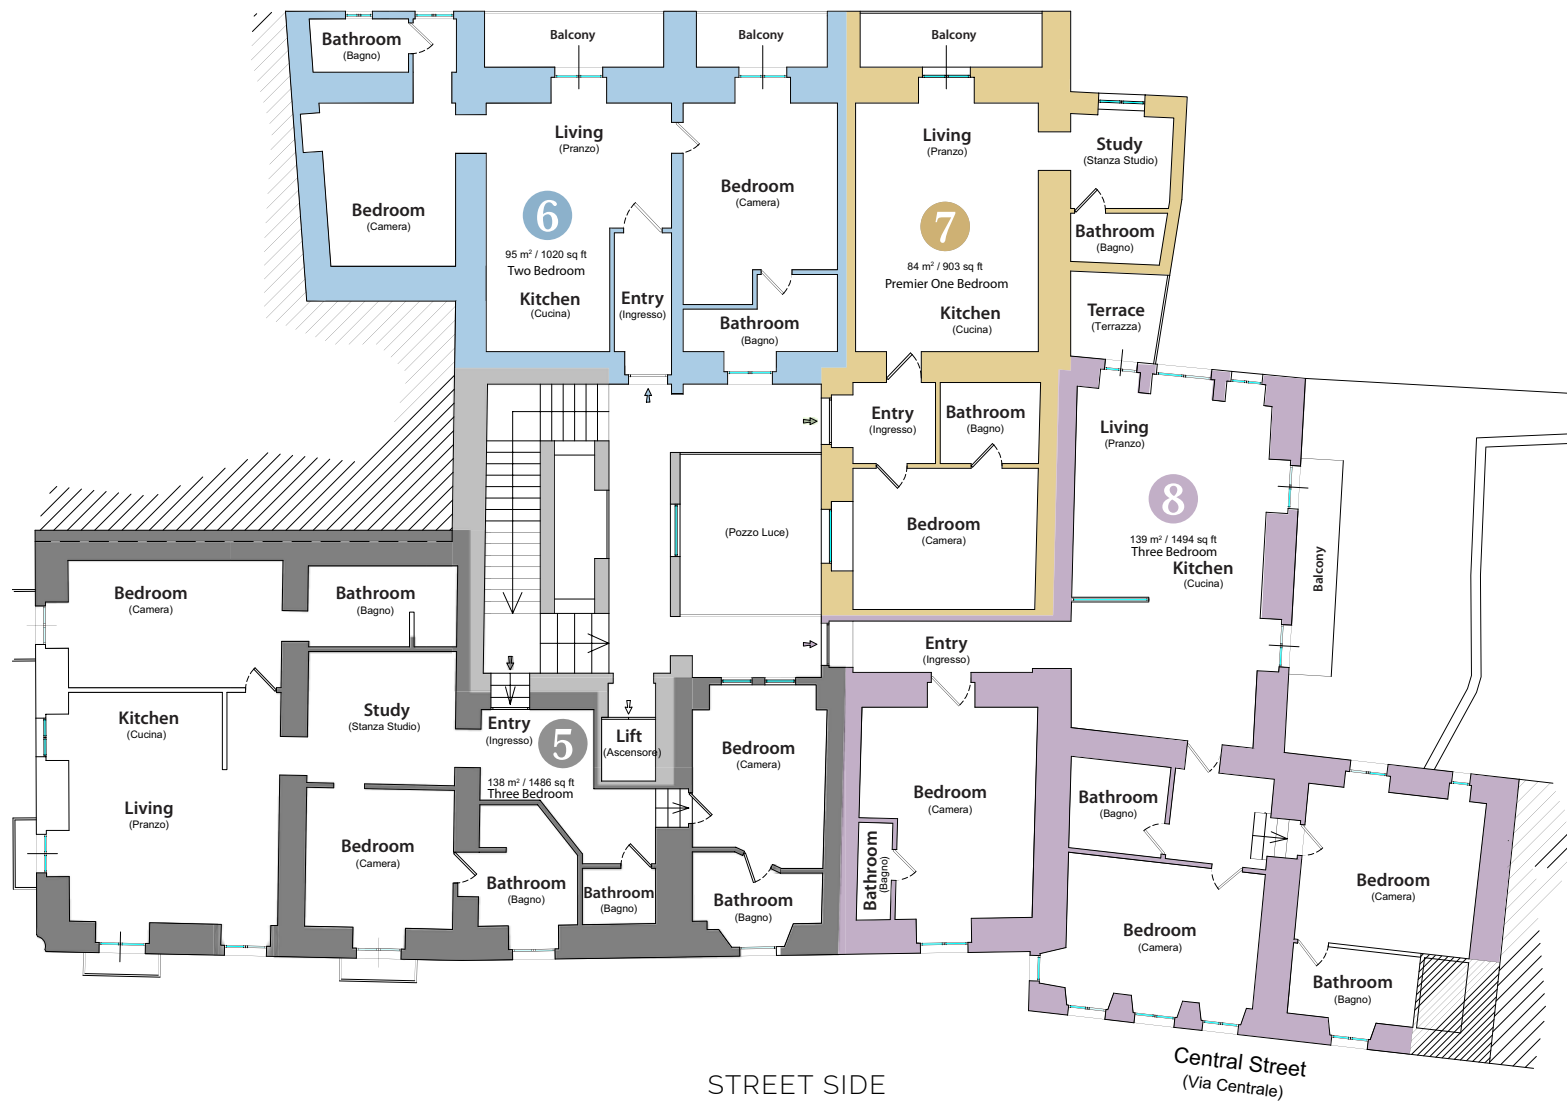 Bathroom
(Bagno)
Balcony
Balcony
Balcony
Living
(Pranzo)
Bedroom
(Camera)
Bedroom
(Camera)
6
95 m² / 1020 sq ft
Two Bedroom
Kitchen
(Cucina)
Entry
(Ingresso)
Bathroom
(Bagno)
Living
(Pranzo)
Study
(Stanza Studio)
7
84 m² / 903 sq ft
Premier One Bedroom
Kitchen
(Cucina)
Bathroom
(Bagno)
Terrace
(Terrazza)
Entry
(Ingresso)
Bathroom
(Bagno)
Bedroom
(Camera)
(Pozzo Luce)
Living
(Pranzo)
8
139 m² / 1494 sq ft
Three Bedroom
Kitchen
(Cucina)
Balcony
Entry
(Ingresso)
Bedroom
(Camera)
Bathroom
(Bagno)
Bathroom
(Bagno)
Bedroom
(Camera)
Bedroom
(Camera)
Bathroom
(Bagno)
Bedroom
(Camera)
Bathroom
(Bagno)
Kitchen
(Cucina)
Study
(Stanza Studio)
Entry
(Ingresso)
5
138 m² / 1486 sq ft
Three Bedroom
Lift
(Ascensore)
Bedroom
(Camera)
Living
(Pranzo)
Bedroom
(Camera)
Bathroom
(Bagno)
Bathroom
(Bagno)
Bathroom
(Bagno)
Central Street
(Via Centrale)
STREET SIDE